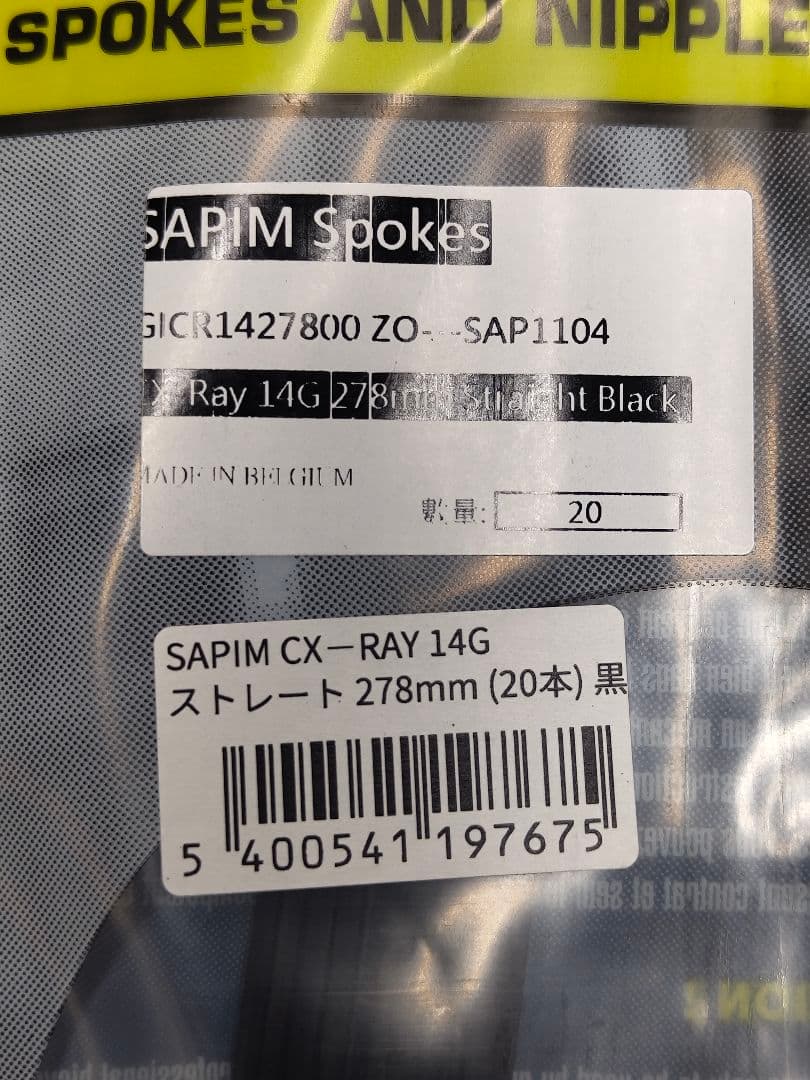 SPOKES AND NIPPLE
SAPIM Spokes
GICR1427800 ZO---SAP1104
X-Ray 14G 278mm Straight Black
MADE IN BELGIUM
數量: 20
SAPIM CX−RAY 14G
ストレート 278mm (20本) 黒
5 400541 197675